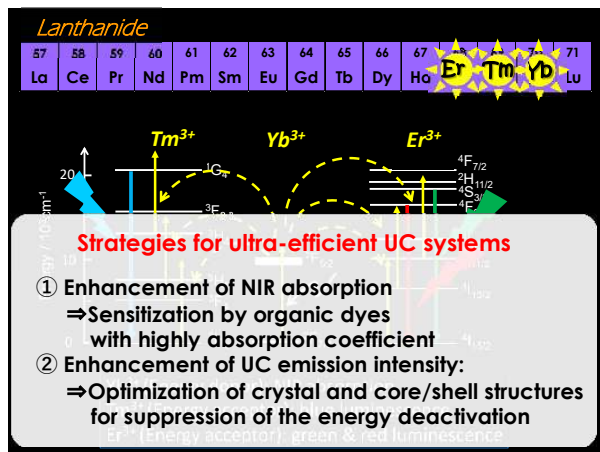 Lanthanide
57 58 59 60 61 62 63 64 65 66 67 71
La Ce Pr Nd Pm Sm Eu Gd Tb Dy Ho Er Tm Yb Lu
Tm³⁺ Yb³⁺ Er³⁺
⁴F₇/₂
²H₁₁/₂
20 ¹G₄
Strategies for ultra-efficient UC systems
① Enhancement of NIR absorption
⇒Sensitization by organic dyes
with highly absorption coefficient
② Enhancement of UC emission intensity:
⇒Optimization of crystal and core/shell structures
for suppression of the energy deactivation
Er³⁺ (Energy acceptor): green & red luminescence